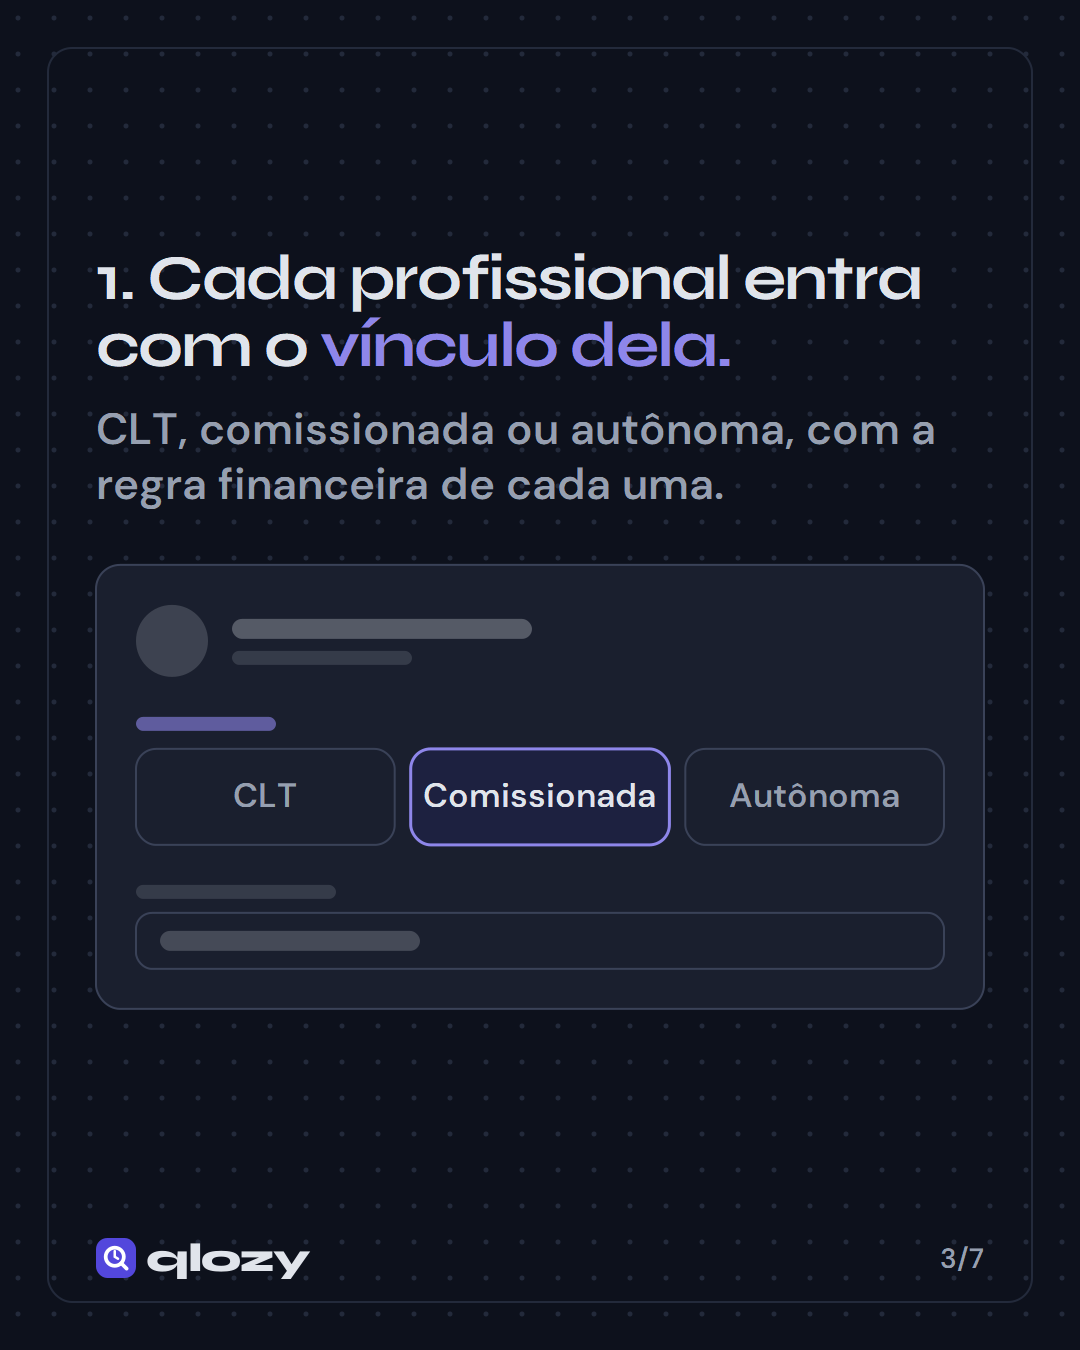 1. Cada profissional entra
com o vínculo dela.
CLT, comissionada ou autônoma, com a
regra financeira de cada uma.
CLT
Comissionada
Autônoma
qlozy
3/7